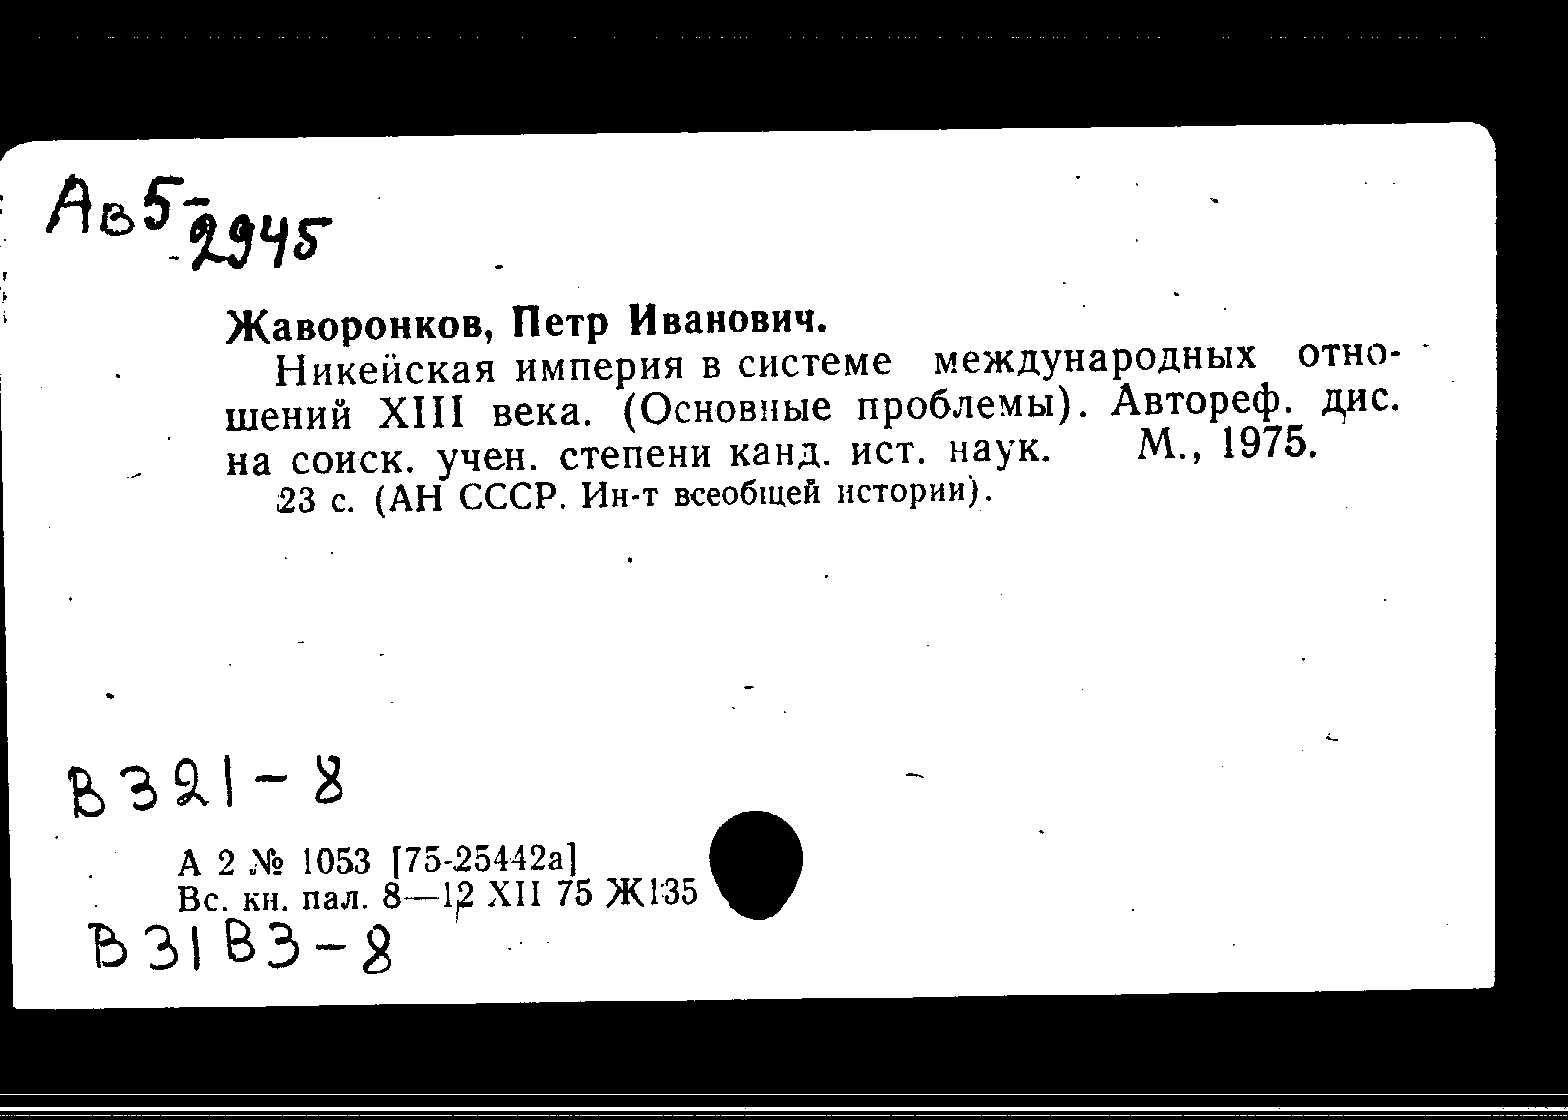 Ав5-
2945
Жаворонков, Петр Иванович.
Никейская империя в системе международных отно-
шений XIII века. (Основные проблемы). Автореф. дис.
на соиск. учен. степени канд. ист. наук. М., 1975.
23 с. (АН СССР. Ин-т всеобщей истории).
В321-8
А 2 № 1053 [75-25442а]
Вс. кн. пал. 8—12 XII 75 Ж135
В31В3-8